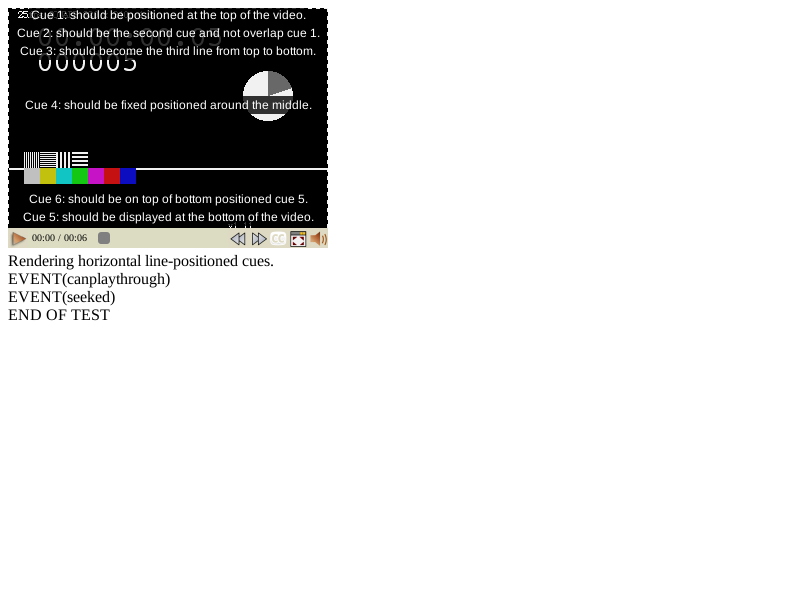 25
Cue 1: should be positioned at the top of the video.
Cue 2: should be the second cue and not overlap cue 1.
Cue 3: should become the third line from top to bottom.
000005
Cue 4: should be fixed positioned around the middle.
Cue 6: should be on top of bottom positioned cue 5.
Cue 5: should be displayed at the bottom of the video.
00:00 / 00:06
CC
Rendering horizontal line-positioned cues.
EVENT(canplaythrough)
EVENT(seeked)
END OF TEST